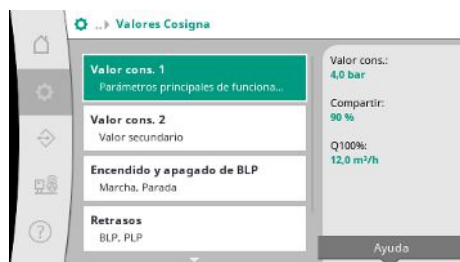 ..▸ Valores Cosigna
Valor cons. 1
Parámetros principales de funciona...
Valor cons. 2
Valor secundario
Encendido y apagado de BLP
Marcha, Parada
Retrasos
BLP, PLP
Valor cons.:
4,0 bar
Compartir:
90 %
Q100%:
12,0 m³/h
Ayuda
?